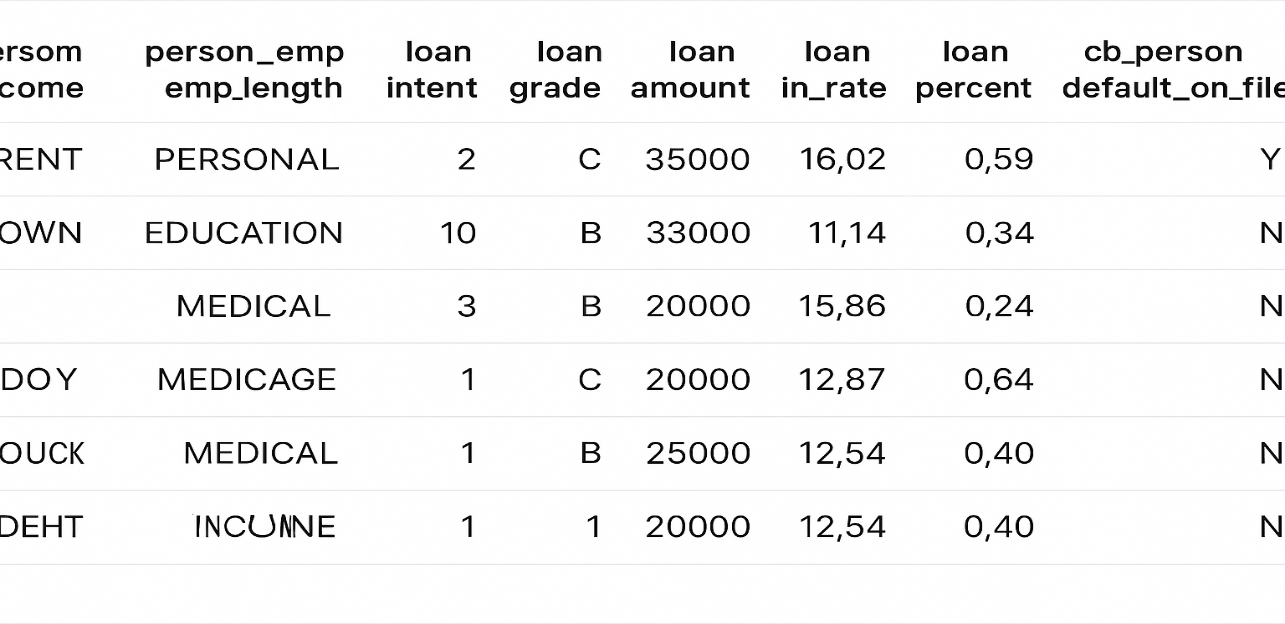 ersom person_emp loan loan loan loan loan cb_person
come emp_length intent grade amount in_rate percent default_on_file
RENT PERSONAL 2 C 35000 16,02 0,59 Y
OWN EDUCATION 10 B 33000 11,14 0,34 N
MEDICAL 3 B 20000 15,86 0,24 N
DOY MEDICAGE 1 C 20000 12,87 0,64 N
OUCK MEDICAL 1 B 25000 12,54 0,40 N
DEHT 1 1 20000 12,54 0,40 N